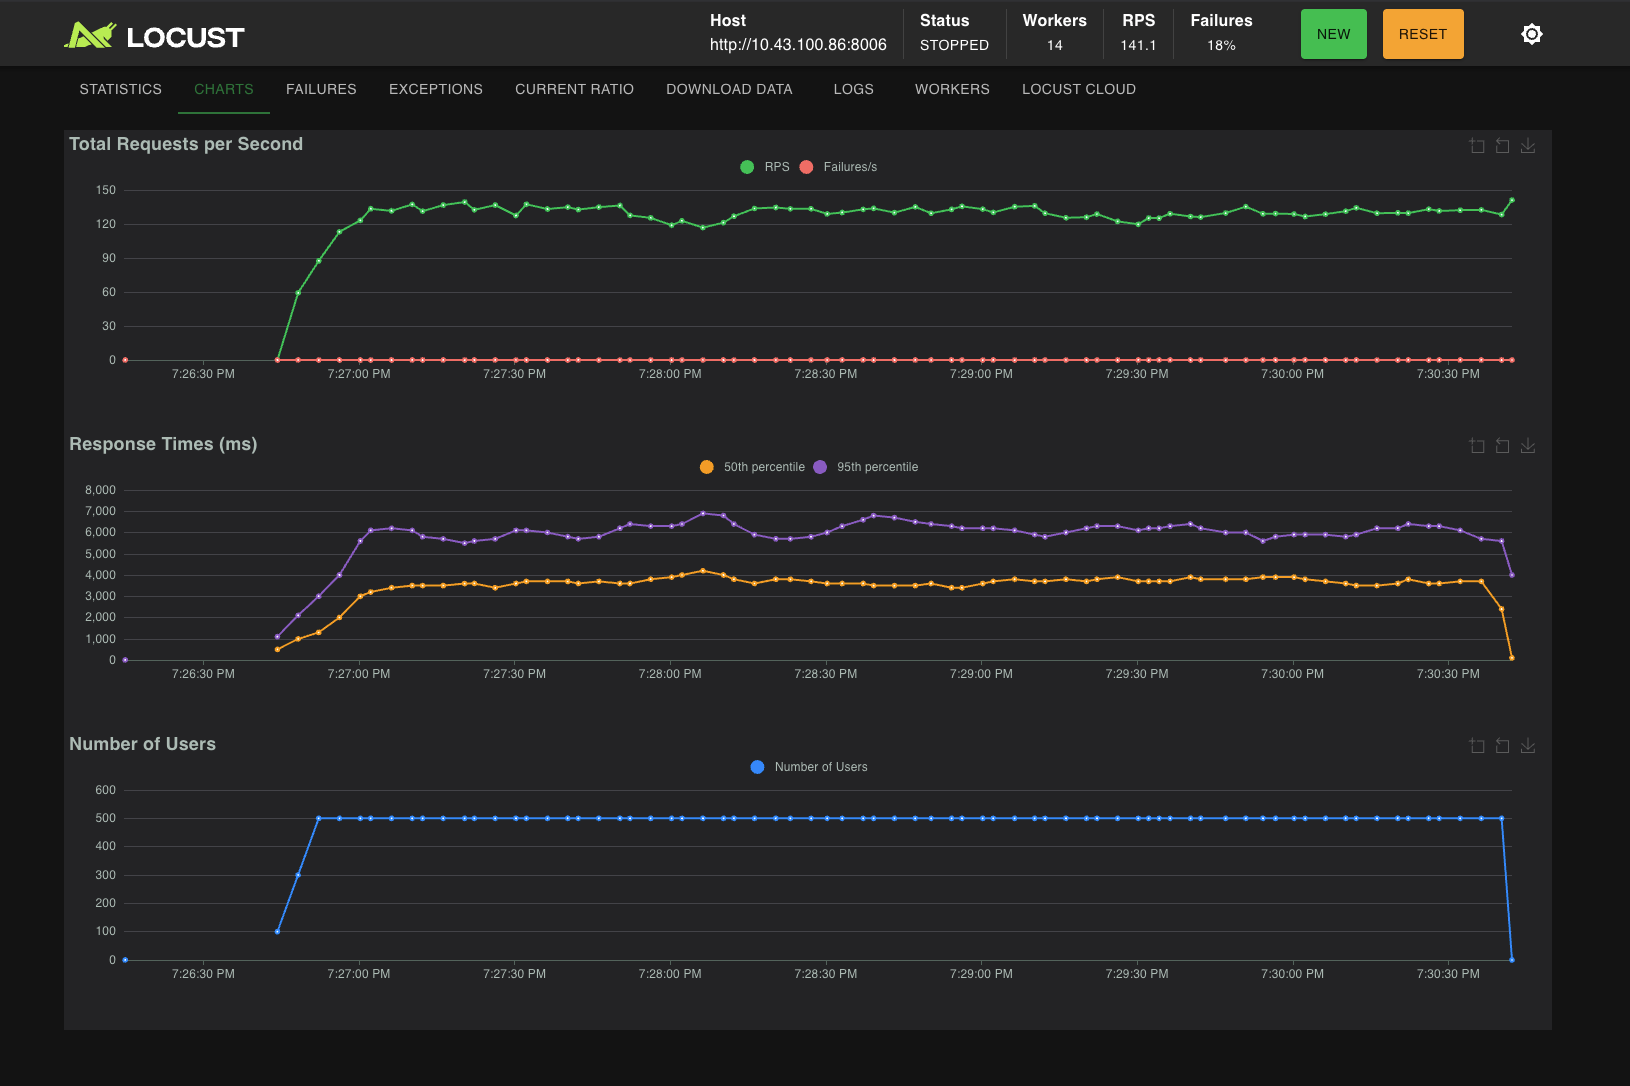 LOCUST
Host
http://10.43.100.86:8006
Status
STOPPED
Workers
14
RPS
141.1
Failures
18%
NEW
RESET
STATISTICS CHARTS FAILURES EXCEPTIONS CURRENT RATIO DOWNLOAD DATA LOGS WORKERS LOCUST CLOUD
Total Requests per Second
RPS Failures/s
150
120
90
60
30
0
7:26:30 PM 7:27:00 PM 7:27:30 PM 7:28:00 PM 7:28:30 PM 7:29:00 PM 7:29:30 PM 7:30:00 PM 7:30:30 PM
Response Times (ms)
50th percentile 95th percentile
8,000
7,000
6,000
5,000
4,000
3,000
2,000
1,000
0
7:26:30 PM 7:27:00 PM 7:27:30 PM 7:28:00 PM 7:28:30 PM 7:29:00 PM 7:29:30 PM 7:30:00 PM 7:30:30 PM
Number of Users
Number of Users
600
500
400
300
200
100
0
7:26:30 PM 7:27:00 PM 7:27:30 PM 7:28:00 PM 7:28:30 PM 7:29:00 PM 7:29:30 PM 7:30:00 PM 7:30:30 PM